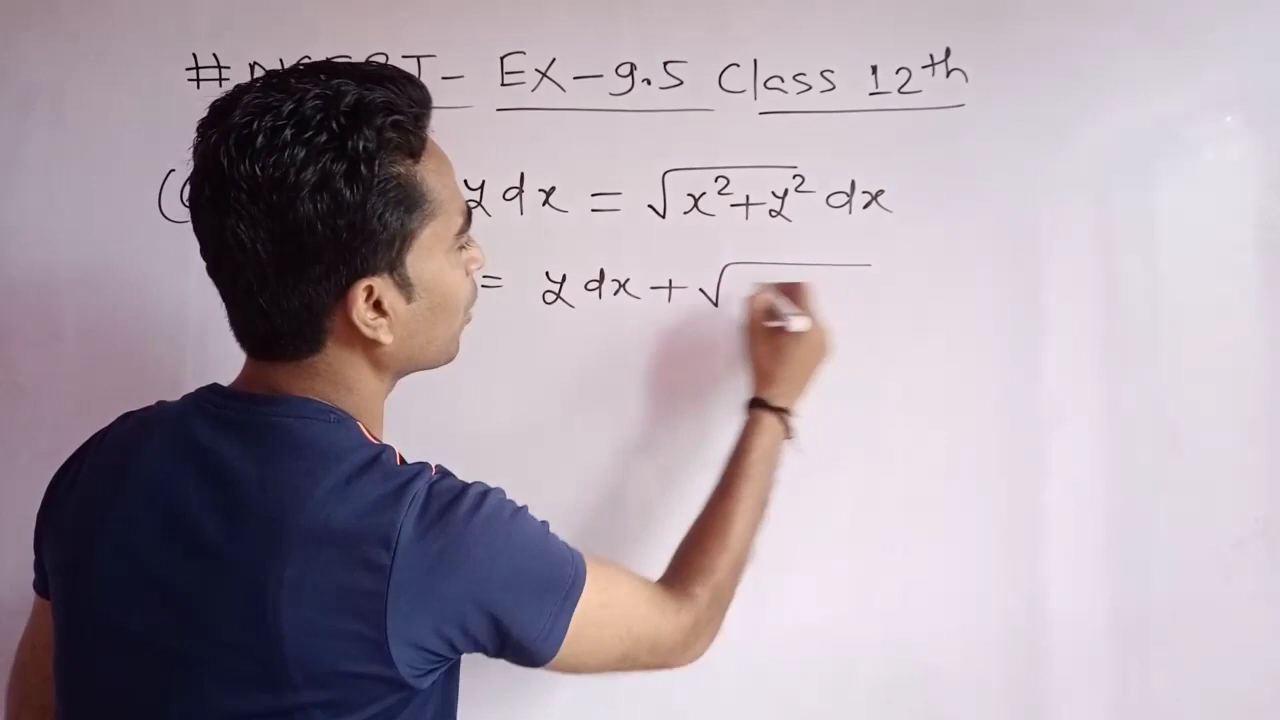 # NCERT - EX-9.5 Class 12th
( y dx = √x²+y² dx
= y dx + √